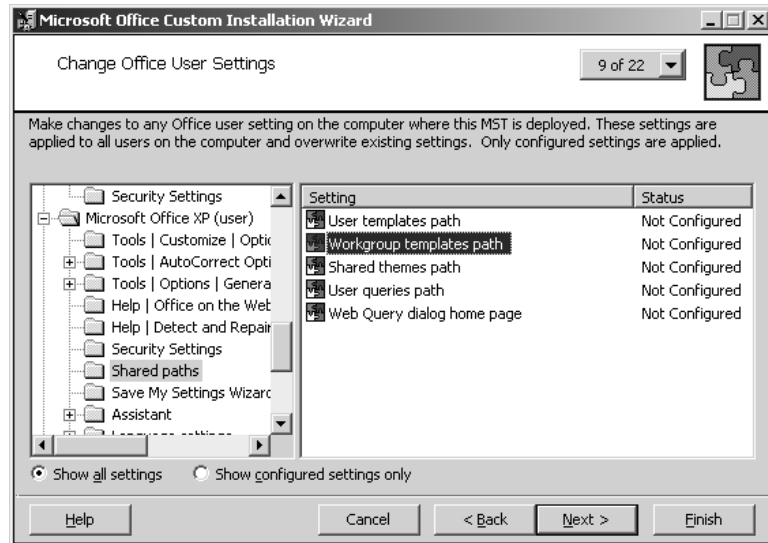 Microsoft Office Custom Installation Wizard
Change Office User Settings
9 of 22
Make changes to any Office user setting on the computer where this MST is deployed. These settings are
applied to all users on the computer and overwrite existing settings. Only configured settings are applied.
Security Settings
Microsoft Office XP (user)
Tools | Customize | Optic
Tools | AutoCorrect Opti
Tools | Options | Genera
Help | Office on the Web
Help | Detect and Repair
Security Settings
Shared paths
Save My Settings Wizarc
Assistant
Setting Status
User templates path Not Configured
Workgroup templates path Not Configured
Shared themes path Not Configured
User queries path Not Configured
Web Query dialog home page Not Configured
Show all settings Show configured settings only
Help Cancel < Back Next > Finish